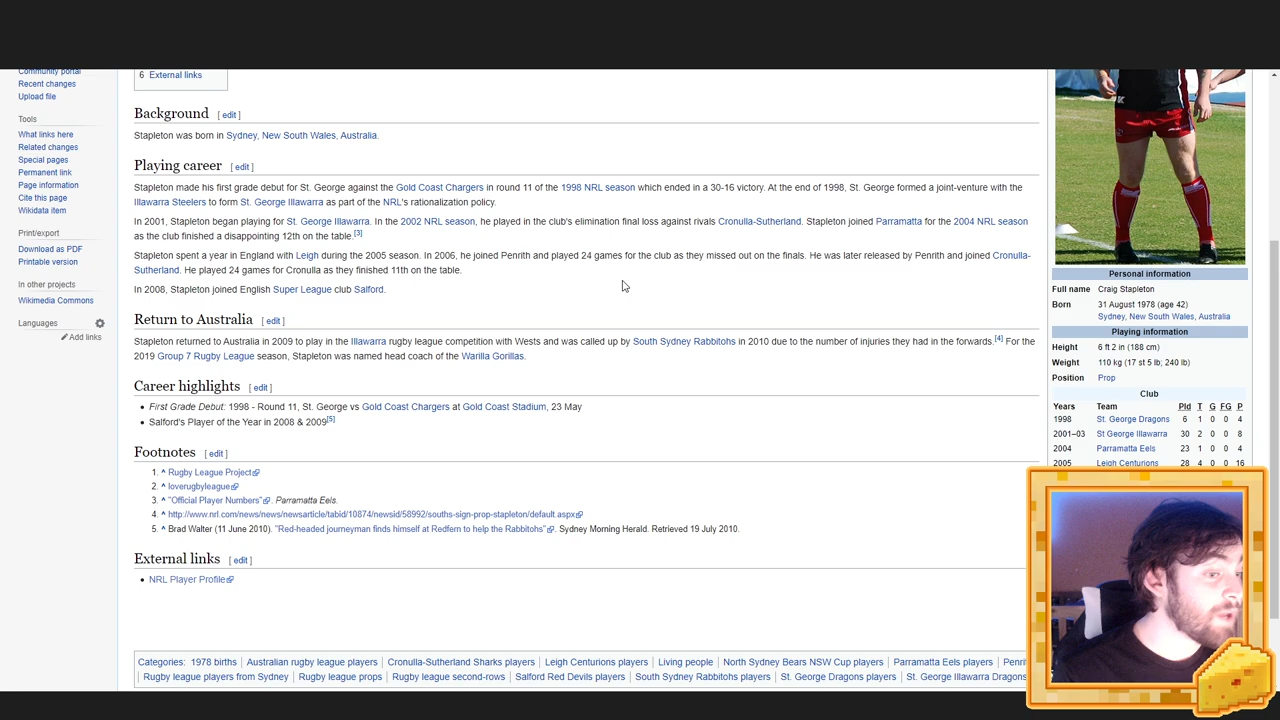 Community portal
Recent changes
Upload file
Tools
What links here
Related changes
Special pages
Permanent link
Page information
Cite this page
Wikidata item
Print/export
Download as PDF
Printable version
In other projects
Wikimedia Commons
Languages
Add links
6 External links
Background [ edit ]
Stapleton was born in Sydney, New South Wales, Australia.
Playing career [ edit ]
Stapleton made his first grade debut for St. George against the Gold Coast Chargers in round 11 of the 1998 NRL season which ended in a 30-16 victory. At the end of 1998, St. George formed a joint-venture with the
Illawarra Steelers to form St. George Illawarra as part of the NRL's rationalization policy.
In 2001, Stapleton began playing for St. George Illawarra. In the 2002 NRL season, he played in the club's elimination final loss against rivals Cronulla-Sutherland. Stapleton joined Parramatta for the 2004 NRL season
as the club finished a disappointing 12th on the table.[3]
Stapleton spent a year in England with Leigh during the 2005 season. In 2006, he joined Penrith and played 24 games for the club as they missed out on the finals. He was later released by Penrith and joined Cronulla-
Sutherland. He played 24 games for Cronulla as they finished 11th on the table.
In 2008, Stapleton joined English Super League club Salford.
Return to Australia [ edit ]
Stapleton returned to Australia in 2009 to play in the Illawarra rugby league competition with Wests and was called up by South Sydney Rabbitohs in 2010 due to the number of injuries they had in the forwards.[4] For the
2019 Group 7 Rugby League season, Stapleton was named head coach of the Warilla Gorillas.
Career highlights [ edit ]
• First Grade Debut: 1998 - Round 11, St. George vs Gold Coast Chargers at Gold Coast Stadium, 23 May
• Salford's Player of the Year in 2008 & 2009[5]
Footnotes [ edit ]
1. ^ Rugby League Project
2. ^ loverugbyleague
3. ^ "Official Player Numbers". Parramatta Eels.
4. ^ http://www.nrl.com/news/news/newsarticle/tabid/10874/newsid/58992/souths-sign-prop-stapleton/default.aspx
5. ^ Brad Walter (11 June 2010). "Red-headed journeyman finds himself at Redfern to help the Rabbitohs". Sydney Morning Herald. Retrieved 19 July 2010.
External links [ edit ]
• NRL Player Profile
Categories: 1978 births | Australian rugby league players | Cronulla-Sutherland Sharks players | Leigh Centurions players | Living people | North Sydney Bears NSW Cup players | Parramatta Eels players |
Rugby league players from Sydney | Rugby league props | Rugby league second-rows | Salford Red Devils players | South Sydney Rabbitohs players | St. George Dragons players | St. George Illawarra Dragons
Personal information
Full name Craig Stapleton
Born 31 August 1978 (age 42)
Sydney, New South Wales, Australia
Playing information
Height 6 ft 2 in (188 cm)
Weight 110 kg (17 st 5 lb; 240 lb)
Position Prop
Club
Years Team Pld T G FG P
1998 St. George Dragons 6 1 0 0 4
2001–03 St George Illawarra 30 2 0 0 8
2004 Parramatta Eels 23 1 0 0 4
2005 Leigh Centurions 28 4 0 0 16